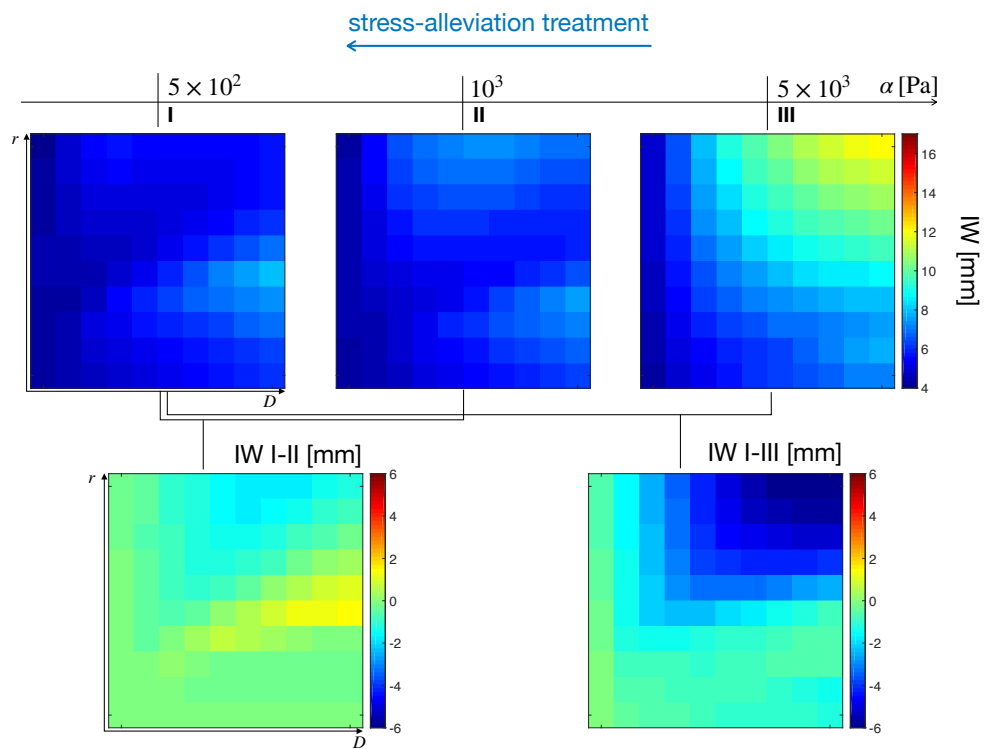 stress-alleviation treatment
5 × 10² 10³ 5 × 10³ α [Pa]
I II III
r
16
14
12
10
8
6
4
IW [mm]
D
IW I-II [mm] IW I-III [mm]
r
6 6
4 4
2 2
0 0
-2 -2
-4 -4
-6 -6
D